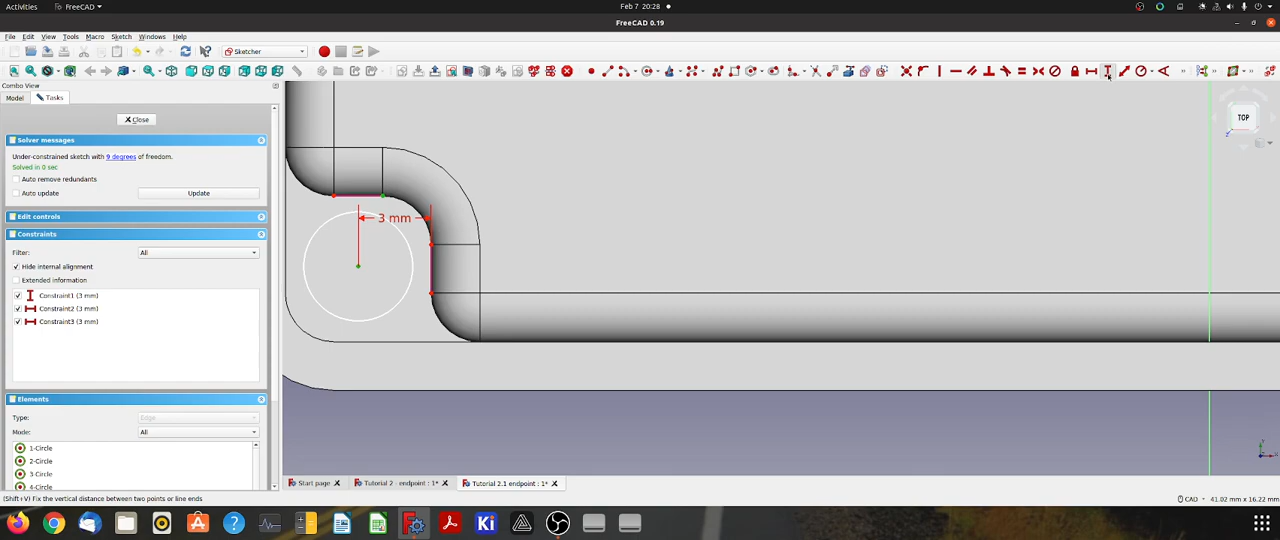 Activities
FreeCAD
Feb 7 20:28
FreeCAD 0.19
File Edit View Tools Macro Sketch Windows Help
Sketcher
Combo View
Model Tasks
Close
Solver messages
Under-constrained sketch with 9 degrees of freedom.
Solved in 0 sec
Auto remove redundants
Auto update
Update
Edit controls
Constraints
Filter:
All
Hide internal alignment
Extended information
Constraint1 (3 mm)
Constraint2 (3 mm)
Constraint3 (3 mm)
Elements
Type:
Edge
Mode:
All
1-Circle
2-Circle
3-Circle
4-Circle
3 mm
TOP
Start page
Tutorial 2 - endpoint : 1*
Tutorial 2.1 endpoint : 1*
(Shift+V) Fix the vertical distance between two points or line ends
CAD
41.02 mm x 16.22 mm
Ki